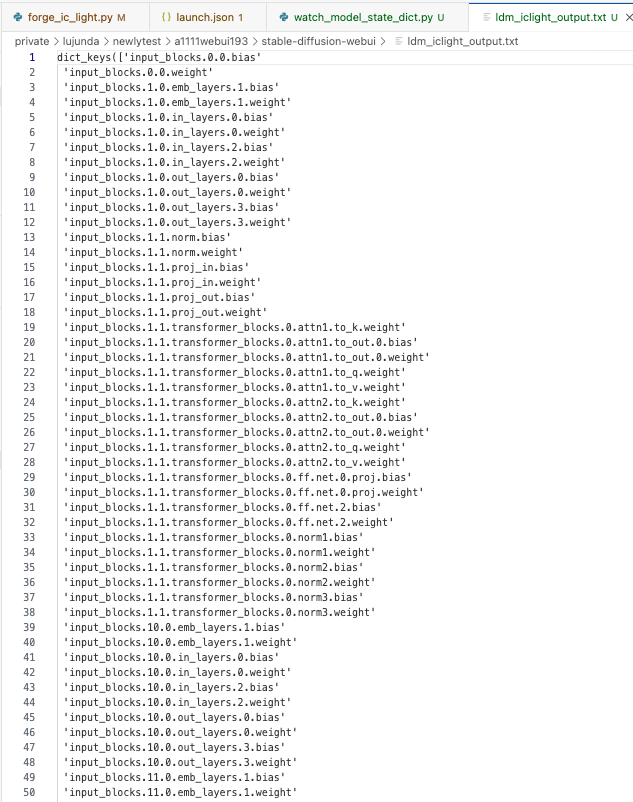 forge_ic_light.py M launch.json 1 watch_model_state_dict.py U ldm_iclight_output.txt U
private > lujunda > newlytest > a1111webui193 > stable-diffusion-webui > ldm_iclight_output.txt
1 dict_keys(['input_blocks.0.0.bias'
2 'input_blocks.0.0.weight'
3 'input_blocks.1.0.emb_layers.1.bias'
4 'input_blocks.1.0.emb_layers.1.weight'
5 'input_blocks.1.0.in_layers.0.bias'
6 'input_blocks.1.0.in_layers.0.weight'
7 'input_blocks.1.0.in_layers.2.bias'
8 'input_blocks.1.0.in_layers.2.weight'
9 'input_blocks.1.0.out_layers.0.bias'
10 'input_blocks.1.0.out_layers.0.weight'
11 'input_blocks.1.0.out_layers.3.bias'
12 'input_blocks.1.0.out_layers.3.weight'
13 'input_blocks.1.1.norm.bias'
14 'input_blocks.1.1.norm.weight'
15 'input_blocks.1.1.proj_in.bias'
16 'input_blocks.1.1.proj_in.weight'
17 'input_blocks.1.1.proj_out.bias'
18 'input_blocks.1.1.proj_out.weight'
19 'input_blocks.1.1.transformer_blocks.0.attn1.to_k.weight'
20 'input_blocks.1.1.transformer_blocks.0.attn1.to_out.0.bias'
21 'input_blocks.1.1.transformer_blocks.0.attn1.to_out.0.weight'
22 'input_blocks.1.1.transformer_blocks.0.attn1.to_q.weight'
23 'input_blocks.1.1.transformer_blocks.0.attn1.to_v.weight'
24 'input_blocks.1.1.transformer_blocks.0.attn2.to_k.weight'
25 'input_blocks.1.1.transformer_blocks.0.attn2.to_out.0.bias'
26 'input_blocks.1.1.transformer_blocks.0.attn2.to_out.0.weight'
27 'input_blocks.1.1.transformer_blocks.0.attn2.to_q.weight'
28 'input_blocks.1.1.transformer_blocks.0.attn2.to_v.weight'
29 'input_blocks.1.1.transformer_blocks.0.ff.net.0.proj.bias'
30 'input_blocks.1.1.transformer_blocks.0.ff.net.0.proj.weight'
31 'input_blocks.1.1.transformer_blocks.0.ff.net.2.bias'
32 'input_blocks.1.1.transformer_blocks.0.ff.net.2.weight'
33 'input_blocks.1.1.transformer_blocks.0.norm1.bias'
34 'input_blocks.1.1.transformer_blocks.0.norm1.weight'
35 'input_blocks.1.1.transformer_blocks.0.norm2.bias'
36 'input_blocks.1.1.transformer_blocks.0.norm2.weight'
37 'input_blocks.1.1.transformer_blocks.0.norm3.bias'
38 'input_blocks.1.1.transformer_blocks.0.norm3.weight'
39 'input_blocks.10.0.emb_layers.1.bias'
40 'input_blocks.10.0.emb_layers.1.weight'
41 'input_blocks.10.0.in_layers.0.bias'
42 'input_blocks.10.0.in_layers.0.weight'
43 'input_blocks.10.0.in_layers.2.bias'
44 'input_blocks.10.0.in_layers.2.weight'
45 'input_blocks.10.0.out_layers.0.bias'
46 'input_blocks.10.0.out_layers.0.weight'
47 'input_blocks.10.0.out_layers.3.bias'
48 'input_blocks.10.0.out_layers.3.weight'
49 'input_blocks.11.0.emb_layers.1.bias'
50 'input_blocks.11.0.emb_layers.1.weight'